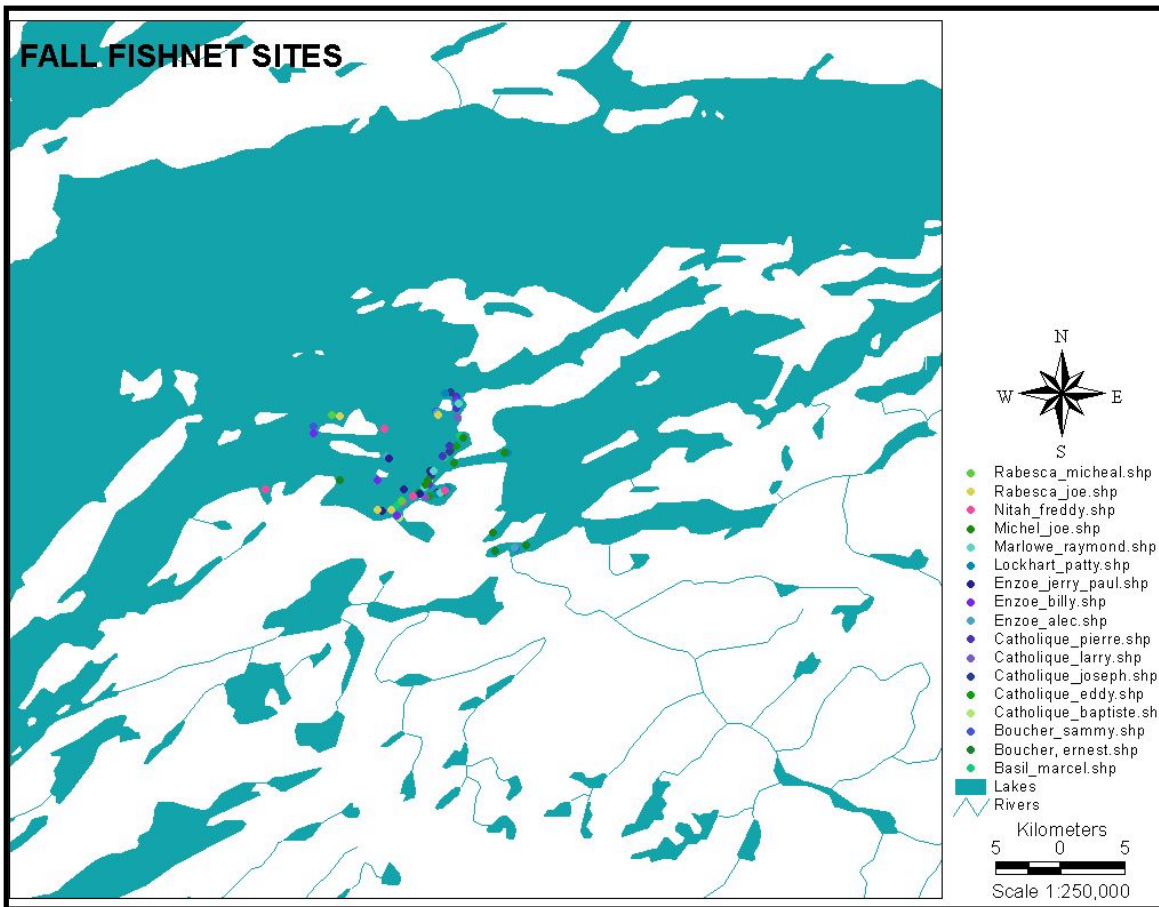 FALL FISHNET SITES
N
W E
S
Rabesca_micheal.shp
Rabesca_joe.shp
Nitah_freddy.shp
Michel_joe.shp
Marlowe_raymond.shp
Lockhart_patty.shp
Enzoe_jerry_paul.shp
Enzoe_billy.shp
Enzoe_alec.shp
Catholique_pierre.shp
Catholique_larry.shp
Catholique_joseph.shp
Catholique_eddy.shp
Catholique_baptiste.sh
Boucher_sammy.shp
Boucher, ernest.shp
Basil_marcel.shp
Lakes
Rivers
Kilometers
5 0 5
Scale 1:250,000